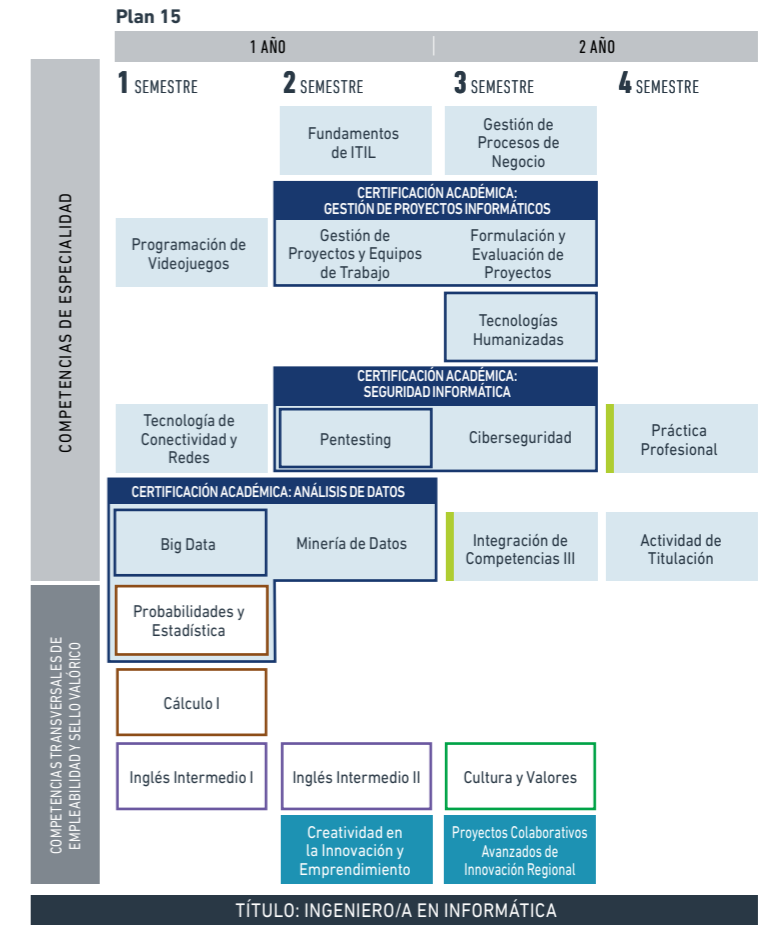 Plan 15
1 AÑO
2 AÑO
1 SEMESTRE
2 SEMESTRE
3 SEMESTRE
4 SEMESTRE
COMPETENCIAS DE ESPECIALIDAD
Fundamentos
de ITIL
Gestión de
Procesos de
Negocio
CERTIFICACIÓN ACADÉMICA:
GESTIÓN DE PROYECTOS INFORMÁTICOS
Programación de
Videojuegos
Gestión de
Proyectos y Equipos
de Trabajo
Formulación y
Evaluación de
Proyectos
Tecnologías
Humanizadas
CERTIFICACIÓN ACADÉMICA:
SEGURIDAD INFORMÁTICA
Tecnología de
Conectividad y
Redes
Pentesting
Ciberseguridad
Práctica
Profesional
CERTIFICACIÓN ACADÉMICA: ANÁLISIS DE DATOS
Big Data
Minería de Datos
Integración de
Competencias III
Actividad de
Titulación
COMPETENCIAS TRANSVERSALES DE
EMPLEABILIDAD Y SELLO VALÓRICO
Probabilidades y
Estadística
Cálculo I
Inglés Intermedio I
Inglés Intermedio II
Cultura y Valores
Creatividad en
la Innovación y
Emprendimiento
Proyectos Colaborativos
Avanzados de
Innovación Regional
TÍTULO: INGENIERO/A EN INFORMÁTICA